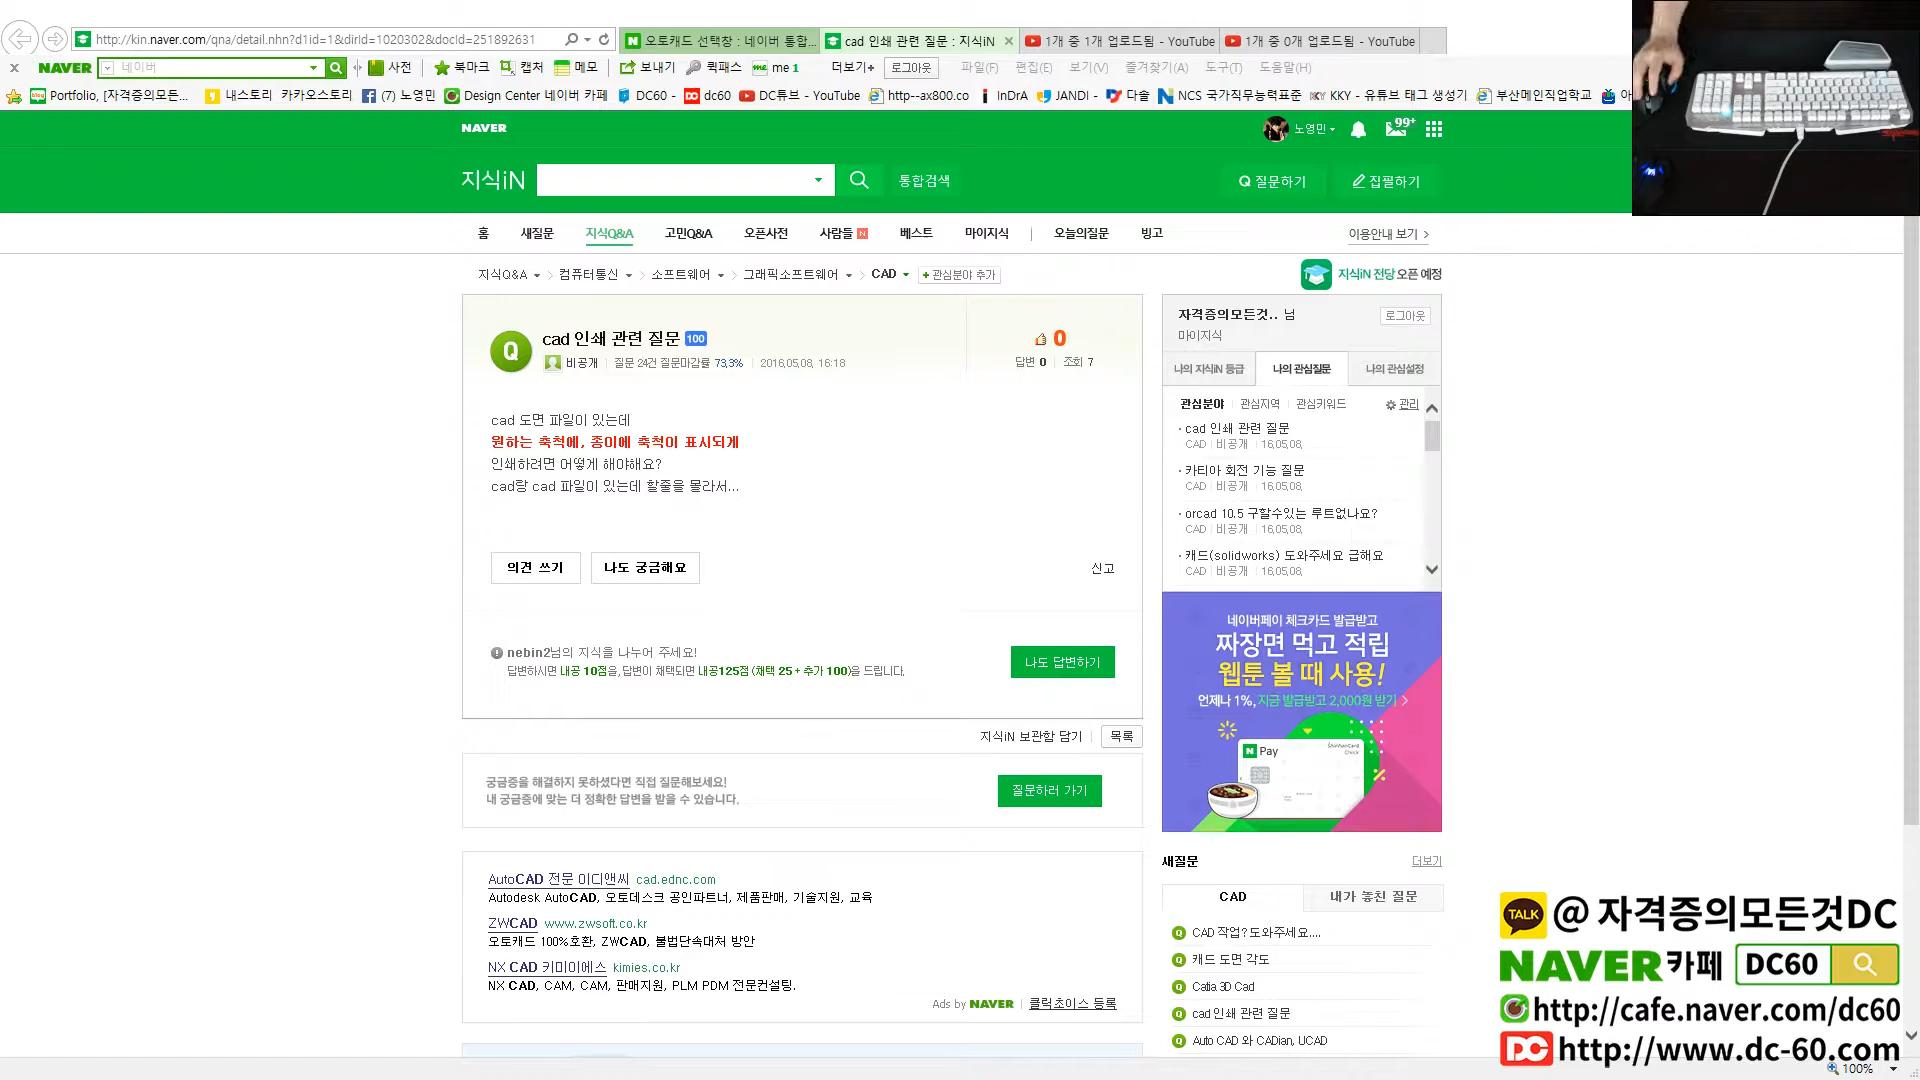 http://kin.naver.com/qna/detail.nhn?d1id=1&dirId=1020302&docId=251892631
오토캐드 선택창 : 네이버 통합...
cad 인쇄 관련 질문 : 지식iN
1개 중 1개 업로드됨 - YouTube
1개 중 0개 업로드됨 - YouTube
NAVER 네이버 사전 북마크 캡처 메모 보내기 퀵패스 me 1 더보기+ 로그아웃 파일(F) 편집(E) 보기(V) 즐겨찾기(A) 도구(T) 도움말(H)
Portfolio, [자격증의모든... 내스토리 카카오스토리 (7) 노영민 Design Center 네이버 카페 DC60 - dc60 DC튜브 - YouTube http--ax800.co InDrA JANDI - 다솔 NCS 국가직무능력표준 KKY - 유튜브 태그 생성기 부산메인직업학교 아
NAVER
노영민 99+
지식iN 통합검색 질문하기 집필하기
홈 새질문 지식Q&A 고민Q&A 오픈사전 사람들 N 베스트 마이지식 오늘의질문 빙고 이용안내 보기 >
지식Q&A > 컴퓨터통신 > 소프트웨어 > 그래픽소프트웨어 > CAD + 관심분야 추가
지식iN 전당 오픈 예정
Q cad 인쇄 관련 질문 100
비공개 질문 24건 질문마감률 73.3% 2016.05.08. 16:18
0
답변 0 조회 7
cad 도면 파일이 있는데
원하는 축척에, 종이에 축척이 표시되게
인쇄하려면 어떻게 해야해요?
cad랑 cad 파일이 있는데 할줄을 몰라서...
의견 쓰기 나도 궁금해요 신고
nebin2님의 지식을 나누어 주세요!
답변하시면 내공 10점을, 답변이 채택되면 내공125점 (채택 25 + 추가 100)을 드립니다.
나도 답변하기
지식iN 보관함 담기 목록
궁금증을 해결하지 못하셨다면 직접 질문해보세요!
내 궁금증에 맞는 더 정확한 답변을 받을 수 있습니다.
질문하러 가기
AutoCAD 전문 이디앤씨 cad.ednc.com
Autodesk AutoCAD, 오토데스크 공인파트너, 제품판매, 기술지원, 교육
ZWCAD www.zwsoft.co.kr
오토캐드 100%호환, ZWCAD, 불법단속대처 방안
NX CAD 키미이에스 kimies.co.kr
NX CAD, CAM, CAM, 판매지원, PLM PDM 전문컨설팅.
Ads by NAVER 클릭초이스 등록
자격증의모든것.. 님 로그아웃
마이지식
나의 지식iN 등급 나의 관심질문 나의 관심설정
관심분야 관심지역 관심키워드 관리
cad 인쇄 관련 질문
CAD 비공개 16.05.08.
카티아 회전 기능 질문
CAD 비공개 16.05.08.
orcad 10.5 구할수있는 루트없나요?
CAD 비공개 16.05.08.
캐드(solidworks) 도와주세요 급해요
CAD 비공개 16.05.08.
네이버페이 체크카드 발급받고
짜장면 먹고 적립
웹툰 볼 때 사용!
언제나 1%, 지금 발급받고 2,000원 받기 >
N Pay
새질문 더보기
CAD 내가 놓친 질문
CAD 작업? 도와주세요....
캐드 도면 각도
Catia 3D Cad
cad 인쇄 관련 질문
Auto CAD 와 CADian, UCAD
TALK @ 자격증의모든것DC
NAVER 카페 DC60
http://cafe.naver.com/dc60
DC http://www.dc-60.com
100%